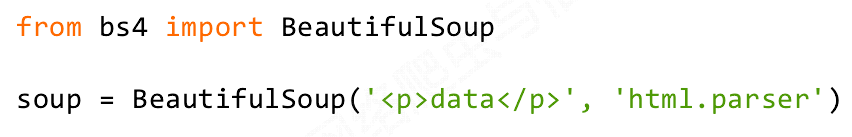 from bs4 import BeautifulSoup
soup = BeautifulSoup('<p>data</p>', 'html.parser')